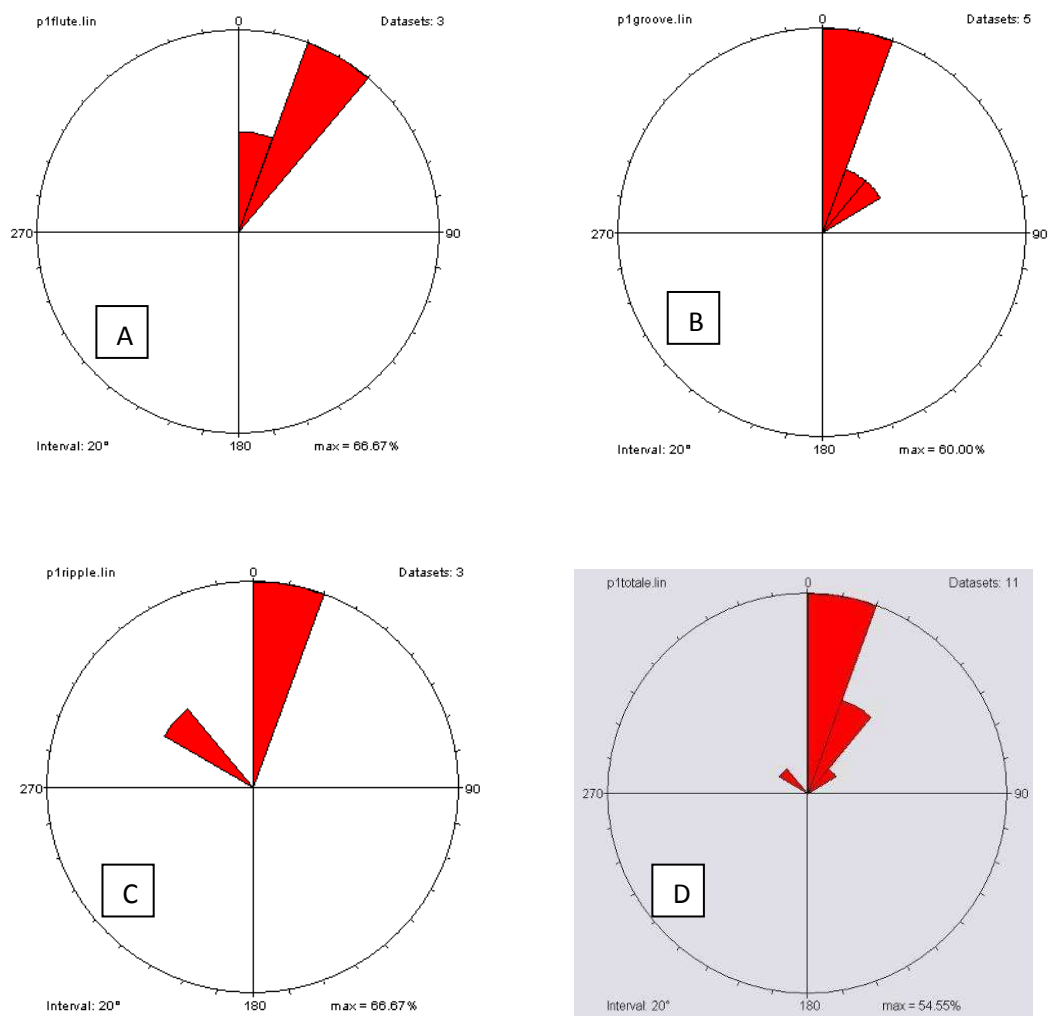 p1flute.lin 0 Datasets: 3
270 90
A
Interval: 20° 180 max = 66.67%
p1groove.lin 0 Datasets: 5
270 90
B
Interval: 20° 180 max = 60.00%
p1ripple.lin 0 Datasets: 3
270 90
C
Interval: 20° 180 max = 66.67%
p1totale.lin 0 Datasets: 11
270 90
D
Interval: 20° 180 max = 54.55%